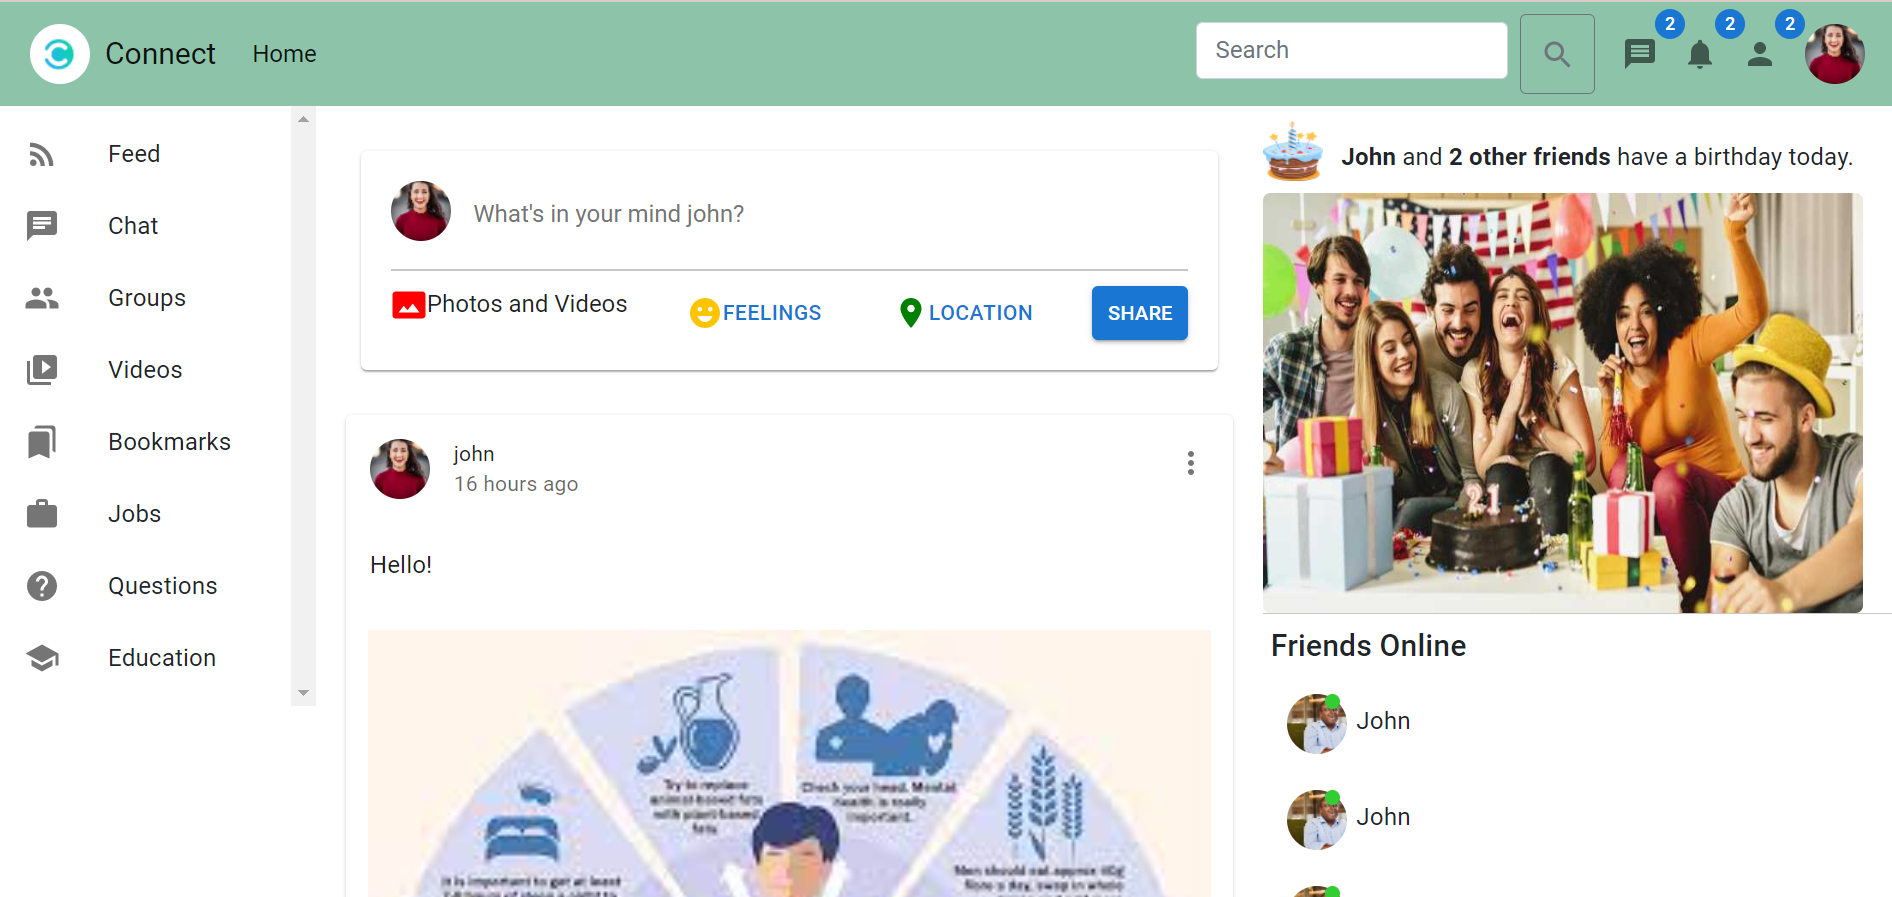 Connect
Home
Search
2
2
2
Feed
Chat
Groups
Videos
Bookmarks
Jobs
Questions
Education
What's in your mind john?
Photos and Videos
FEELINGS
LOCATION
SHARE
john
16 hours ago
Hello!
Try to replace
animal-based fats
with plant-based
fats
Check your head. Mental
health is really
important.
It is important to get at least
Men should eat approx 40g
fibre a day, swap in whole
John and 2 other friends have a birthday today.
21
Friends Online
John
John